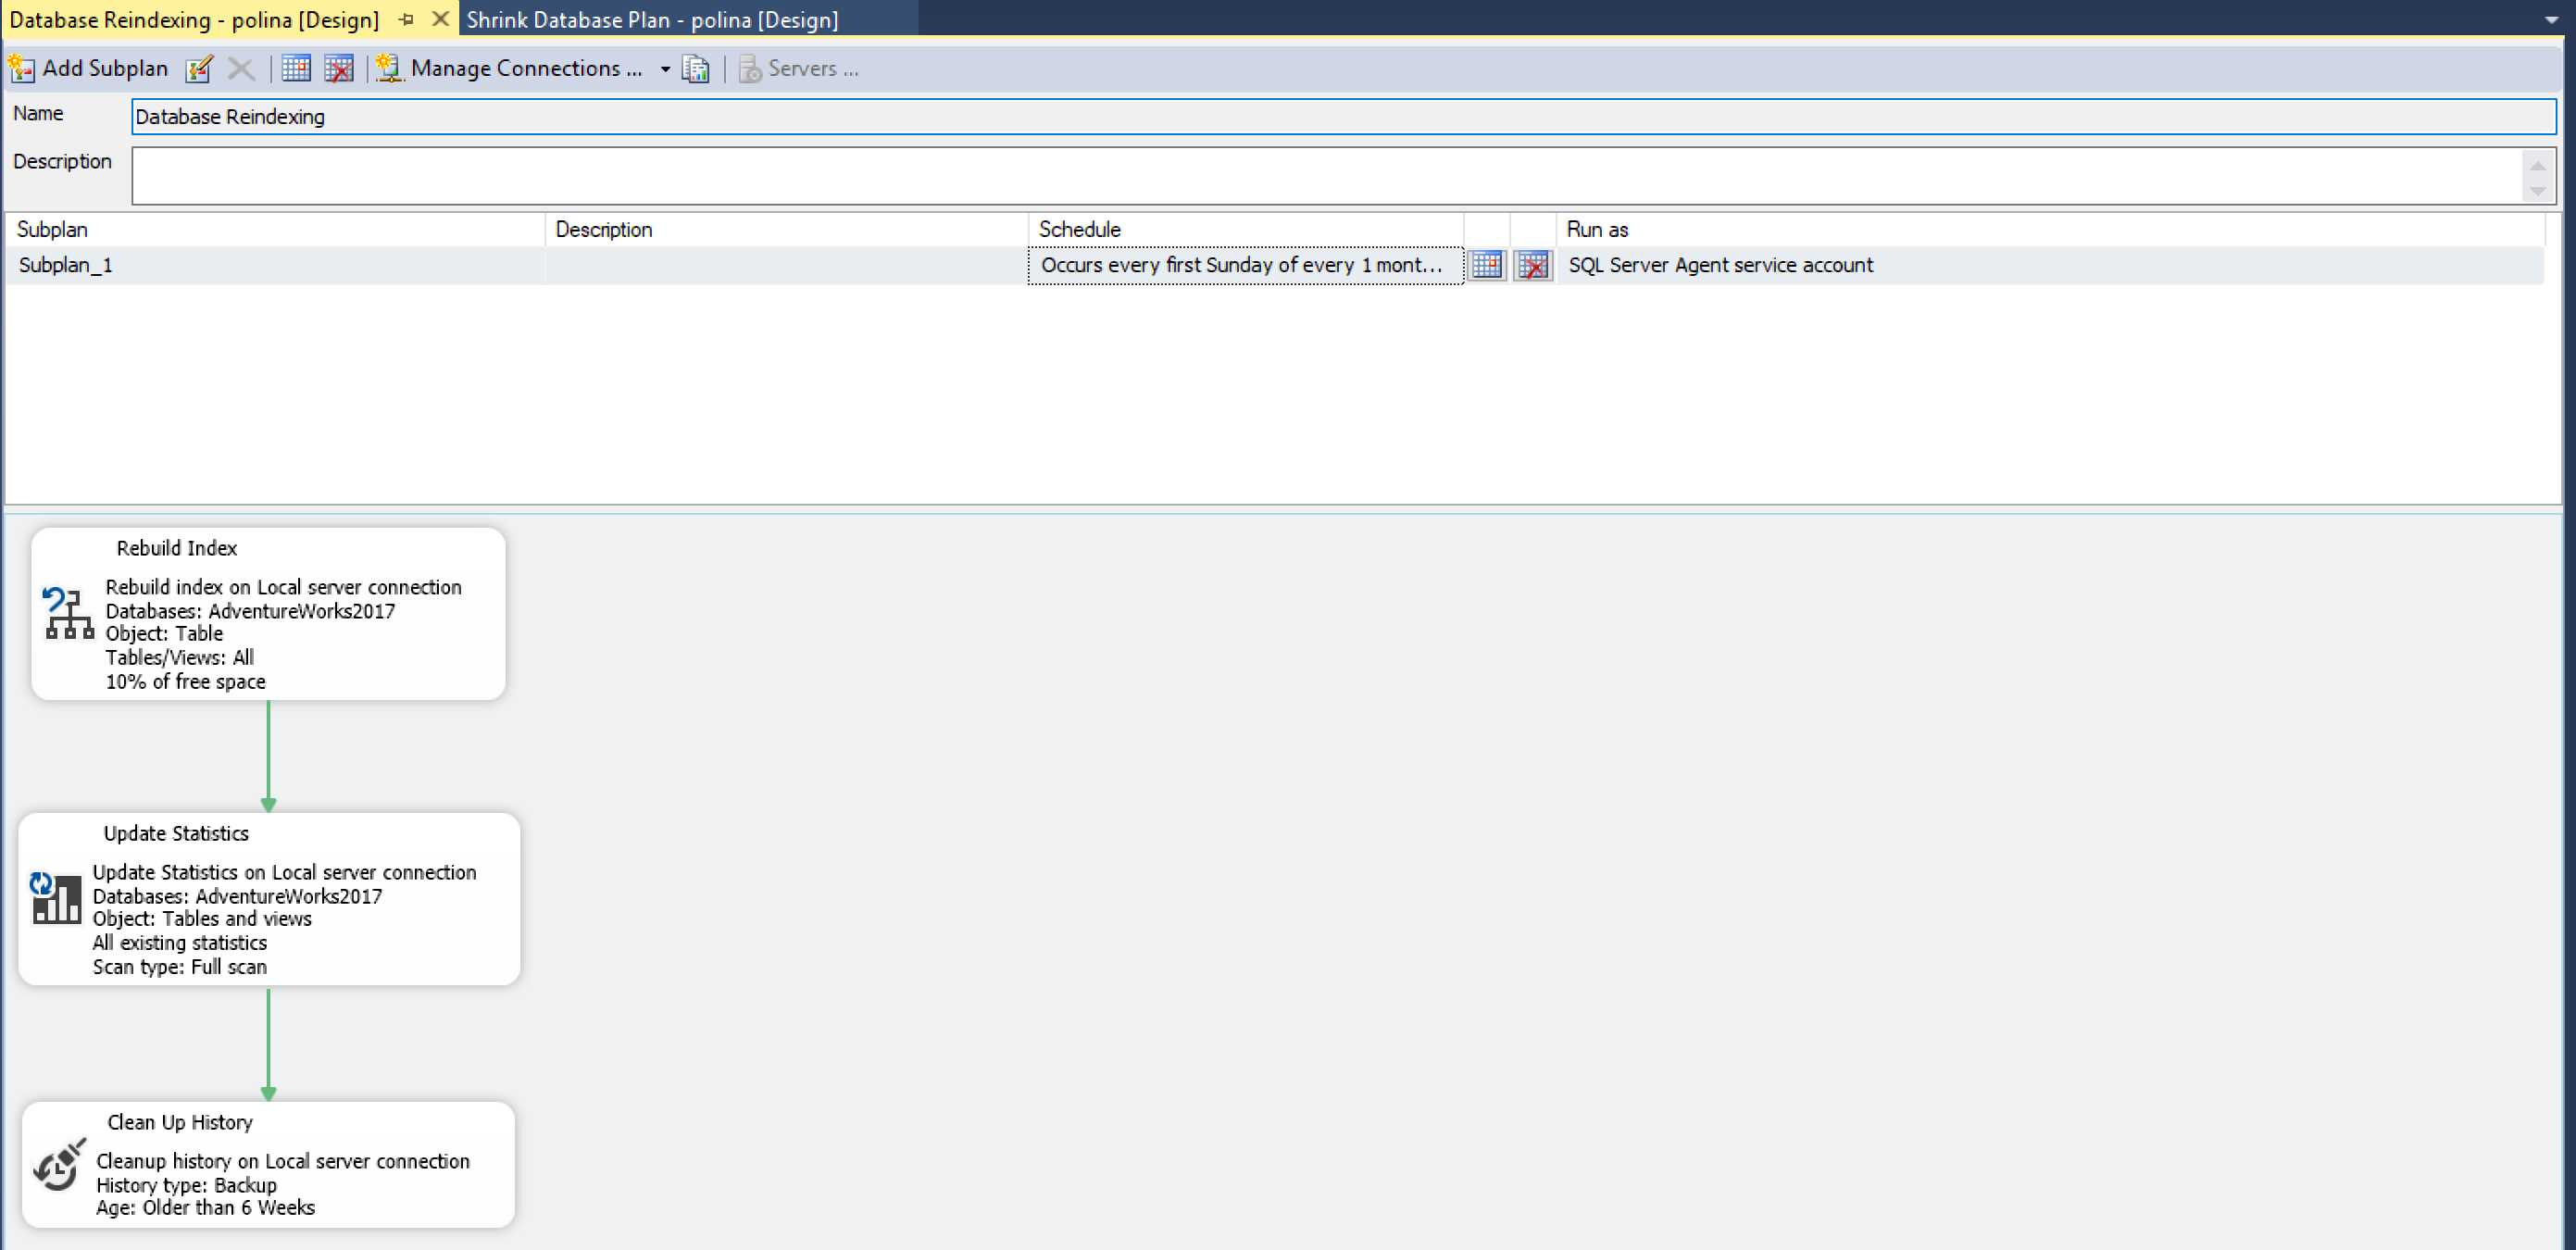 Database Reindexing - polina [Design]
Shrink Database Plan - polina [Design]
Add Subplan
Manage Connections ...
Servers ...
Name
Database Reindexing
Description
Subplan Description Schedule Run as
Subplan_1 Occurs every first Sunday of every 1 mont... SQL Server Agent service account
Rebuild Index
Rebuild index on Local server connection
Databases: AdventureWorks2017
Object: Table
Tables/Views: All
10% of free space
Update Statistics
Update Statistics on Local server connection
Databases: AdventureWorks2017
Object: Tables and views
All existing statistics
Scan type: Full scan
Clean Up History
Cleanup history on Local server connection
History type: Backup
Age: Older than 6 Weeks